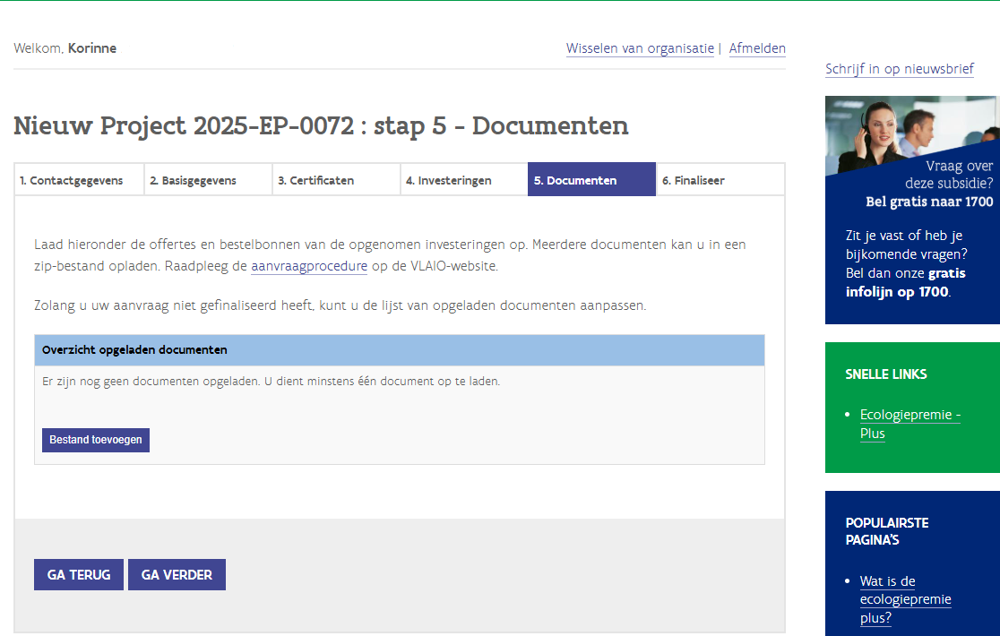 Welkom, Korinne
Wisselen van organisatie | Afmelden
Nieuw Project 2025-EP-0072 : stap 5 - Documenten
1. Contactgegevens 2. Basisgegevens 3. Certificaten 4. Investeringen 5. Documenten 6. Finaliseer
Laad hieronder de offertes en bestelbonnen van de opgenomen investeringen op. Meerdere documenten kan u in een
zip-bestand opladen. Raadpleeg de aanvraagprocedure op de VLAIO-website.
Zolang u uw aanvraag niet gefinaliseerd heeft, kunt u de lijst van opgeladen documenten aanpassen.
Overzicht opgeladen documenten
Er zijn nog geen documenten opgeladen. U dient minstens één document op te laden.
Bestand toevoegen
GA TERUG GA VERDER
Schrijf in op nieuwsbrief
Vraag over
deze subsidie?
Bel gratis naar 1700
Zit je vast of heb je
bijkomende vragen?
Bel dan onze gratis
infolijn op 1700.
SNELLE LINKS
• Ecologiepremie -
Plus
POPULAIRSTE
PAGINA'S
• Wat is de
ecologiepremie
plus?